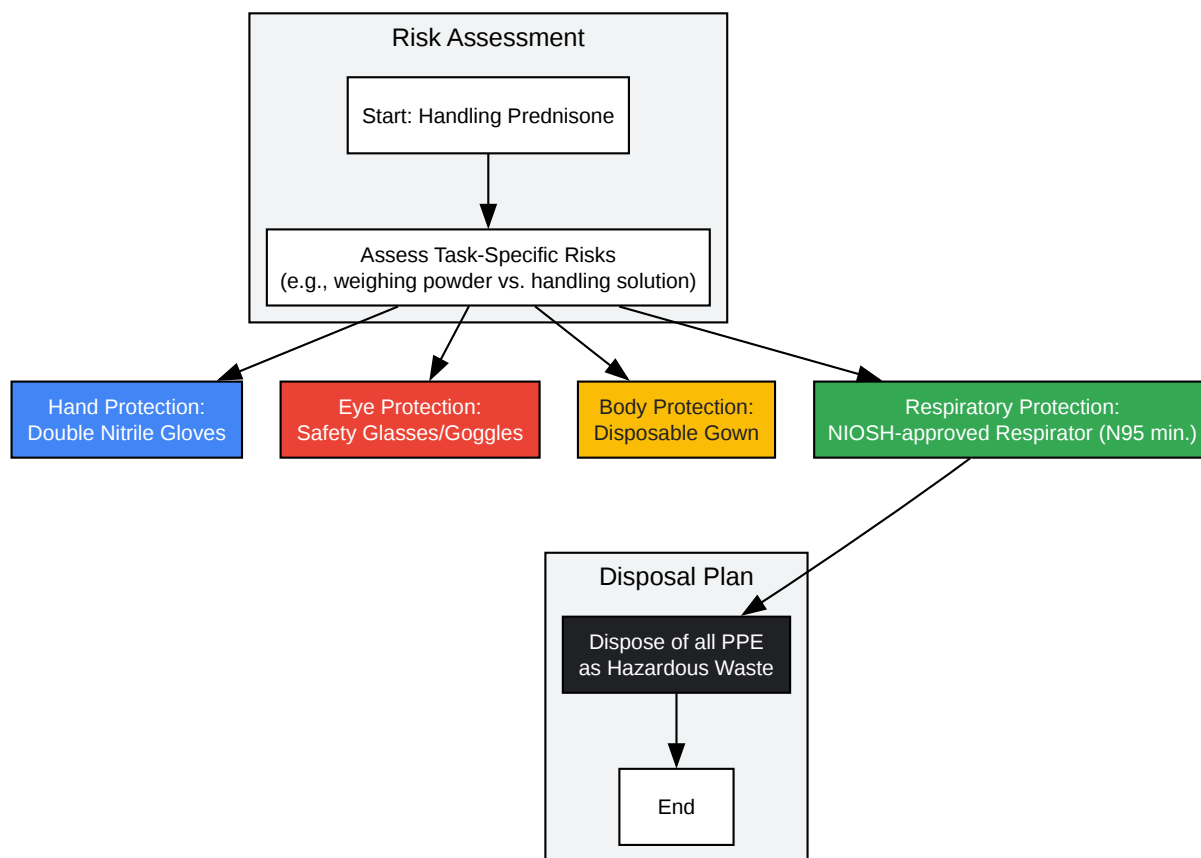 Risk Assessment
Start: Handling Prednisone
Assess Task-Specific Risks
(e.g., weighing powder vs. handling solution)
Hand Protection:
Double Nitrile Gloves
Eye Protection:
Safety Glasses/Goggles
Body Protection:
Disposable Gown
Respiratory Protection:
NIOSH-approved Respirator (N95 min.)
Disposal Plan
Dispose of all PPE
as Hazardous Waste
End